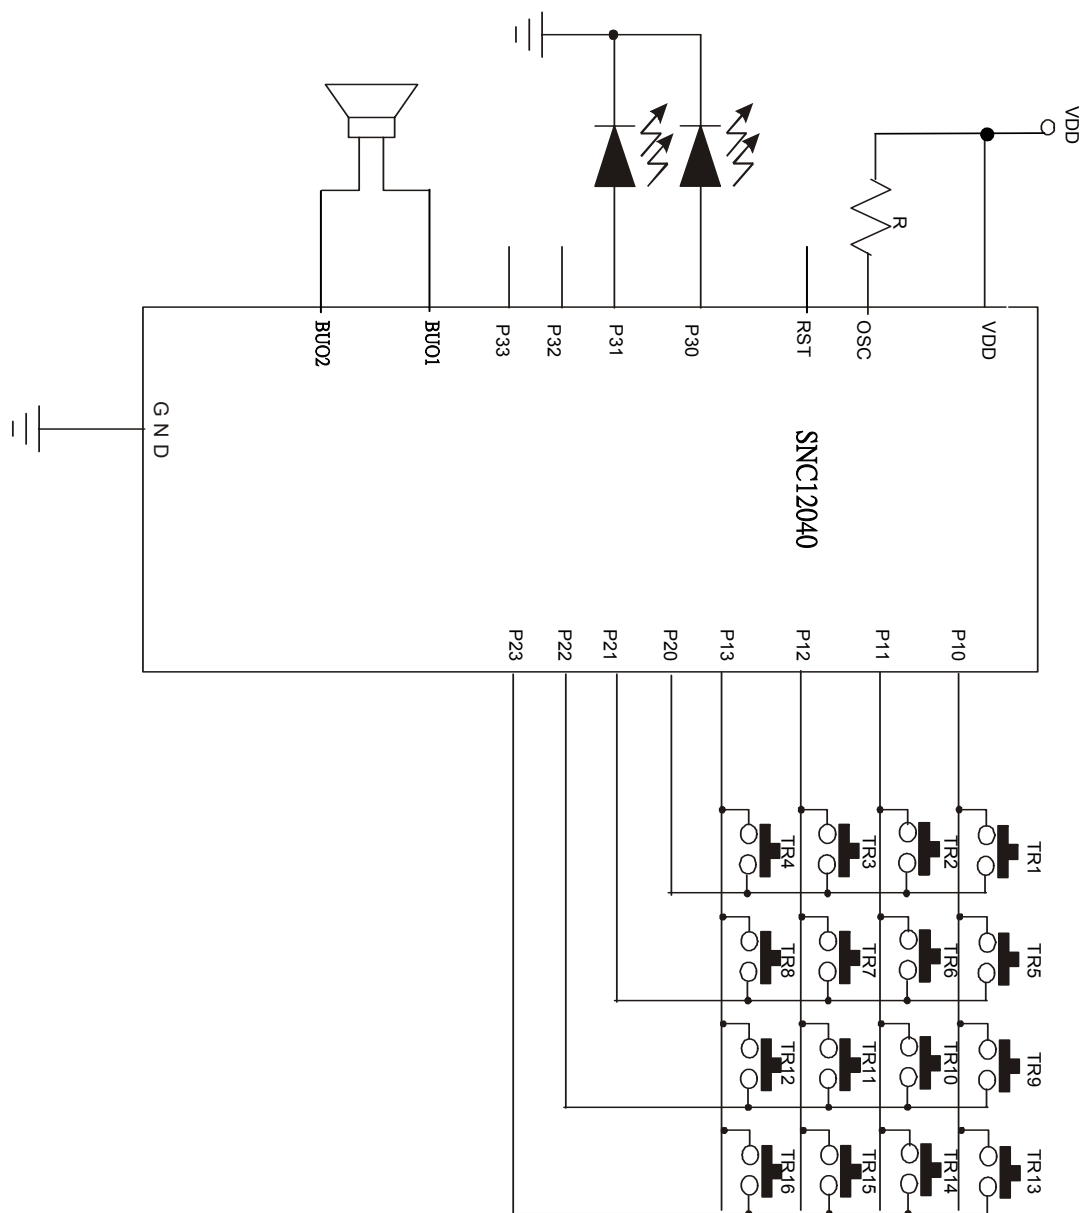 VDD
R
BUO2
BUO1
P33
P32
P31
P30
RST
OSC
VDD
GND
SNC12040
P23
P22
P21
P20
P13
P12
P11
P10
TR4
TR3
TR2
TR1
TR8
TR7
TR6
TR5
TR12
TR11
TR10
TR9
TR16
TR15
TR14
TR13